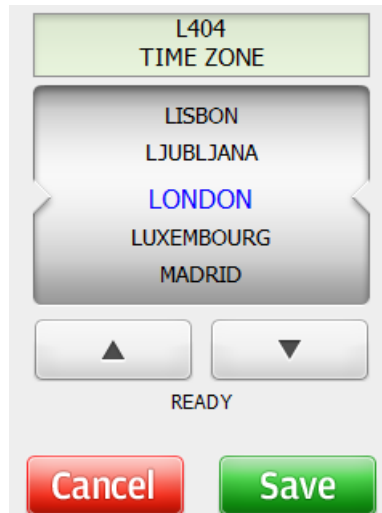 L404
TIME ZONE
LISBON
LJUBLJANA
LONDON
LUXEMBOURG
MADRID
READY
Cancel Save